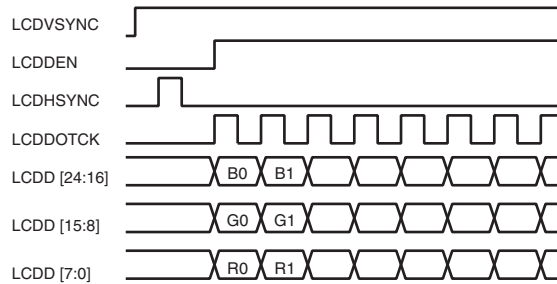 LCDVSYNC
LCDDEN
LCDHSYNC
LCDDOTCK
LCDD [24:16] B0 B1
LCDD [15:8] G0 G1
LCDD [7:0] R0 R1